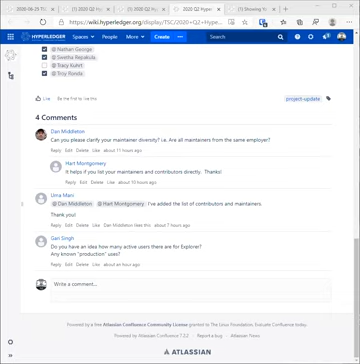 2020-06-25 T
(1) 2020 Q2 Hype
(1) 2020 Q2 Hype
2020 Q2 Hype
(1) Showing
https://wiki.hyperledger.org/display/TSC/2020+Q2+Hype
HYPERLEDGER Spaces People More Create Search
@ Nathan George
@ Swetha Repakula
@ Tracy Kuhrt
@ Troy Ronda
Like Be the first to like this
project-update
4 Comments
Dan Middleton
Can you please clarify your maintainer diversity? i.e. Are all maintainers from the same employer?
Reply Edit Delete Like about 11 hours ago
Hart Montgomery
It helps if you list your maintainers and contributors directly. Thanks!
Reply Edit Delete Like about 10 hours ago
Uma Mani
@ Dan Middleton @ Hart Montgomery I've added the list of contributors and maintainers.
Thank you!
Reply Edit Delete Like Dan Middleton likes this about 7 hours ago
Gari Singh
Do you have an idea how many active users there are for Explorer?
Any known "production" uses?
Reply Edit Delete Like about an hour ago
Write a comment...
Powered by a free Atlassian Confluence Community License granted to The Linux Foundation. Evaluate Confluence today.
Powered by Atlassian Confluence 7.2.2 Report a bug Atlassian News
ATLASSIAN